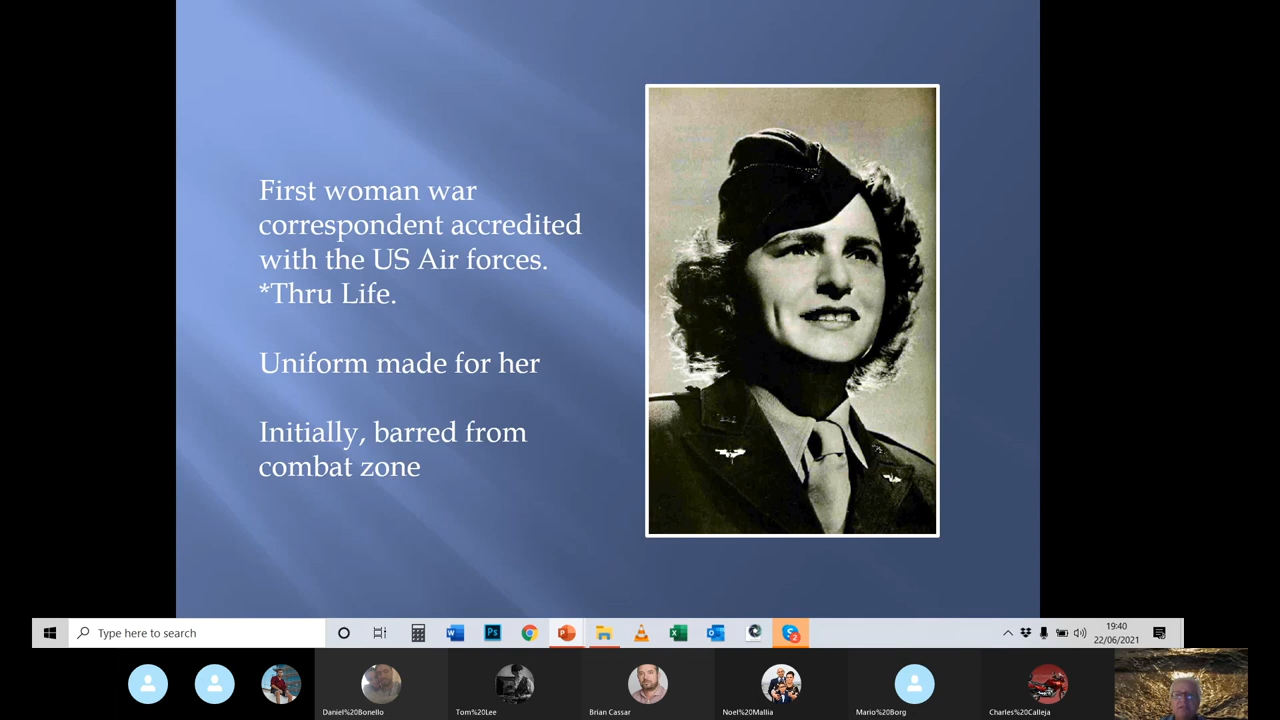 First woman war
correspondent accredited
with the US Air forces.
*Thru Life.
Uniform made for her
Initially, barred from
combat zone
Type here to search
19:40
22/06/2021
2
Daniel%20Bonello
Tom%20Lee
Brian Cassar
Noel%20Mallia
Mario%20Borg
Charles%20Calleja